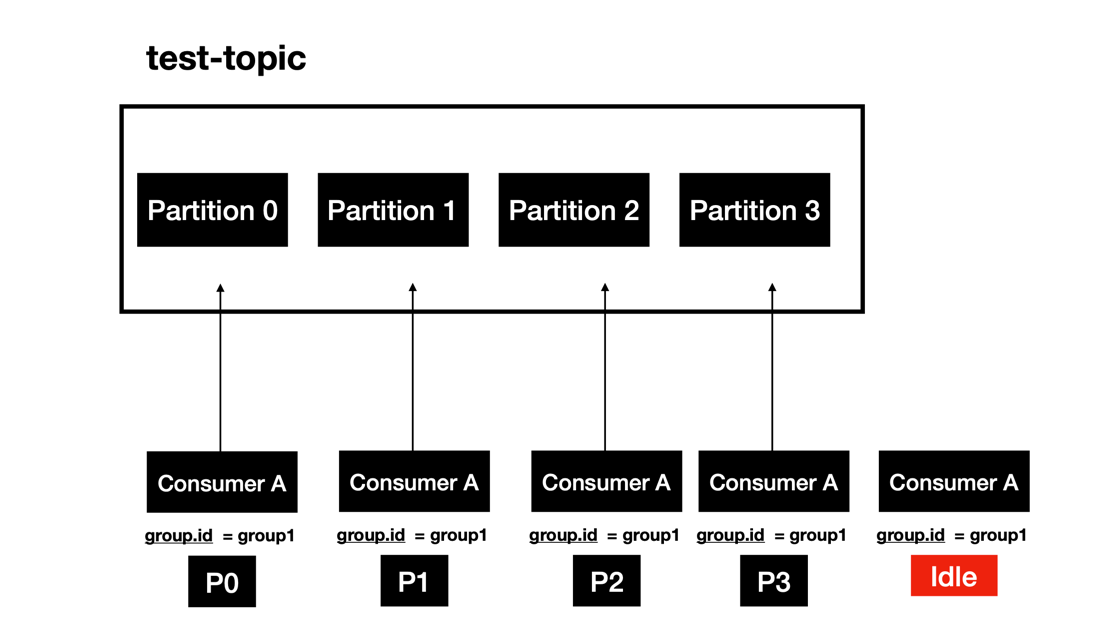 test-topic
Partition 0 Partition 1 Partition 2 Partition 3
Consumer A Consumer A Consumer A Consumer A Consumer A
group.id = group1 group.id = group1 group.id = group1 group.id = group1 group.id = group1
P0 P1 P2 P3 Idle